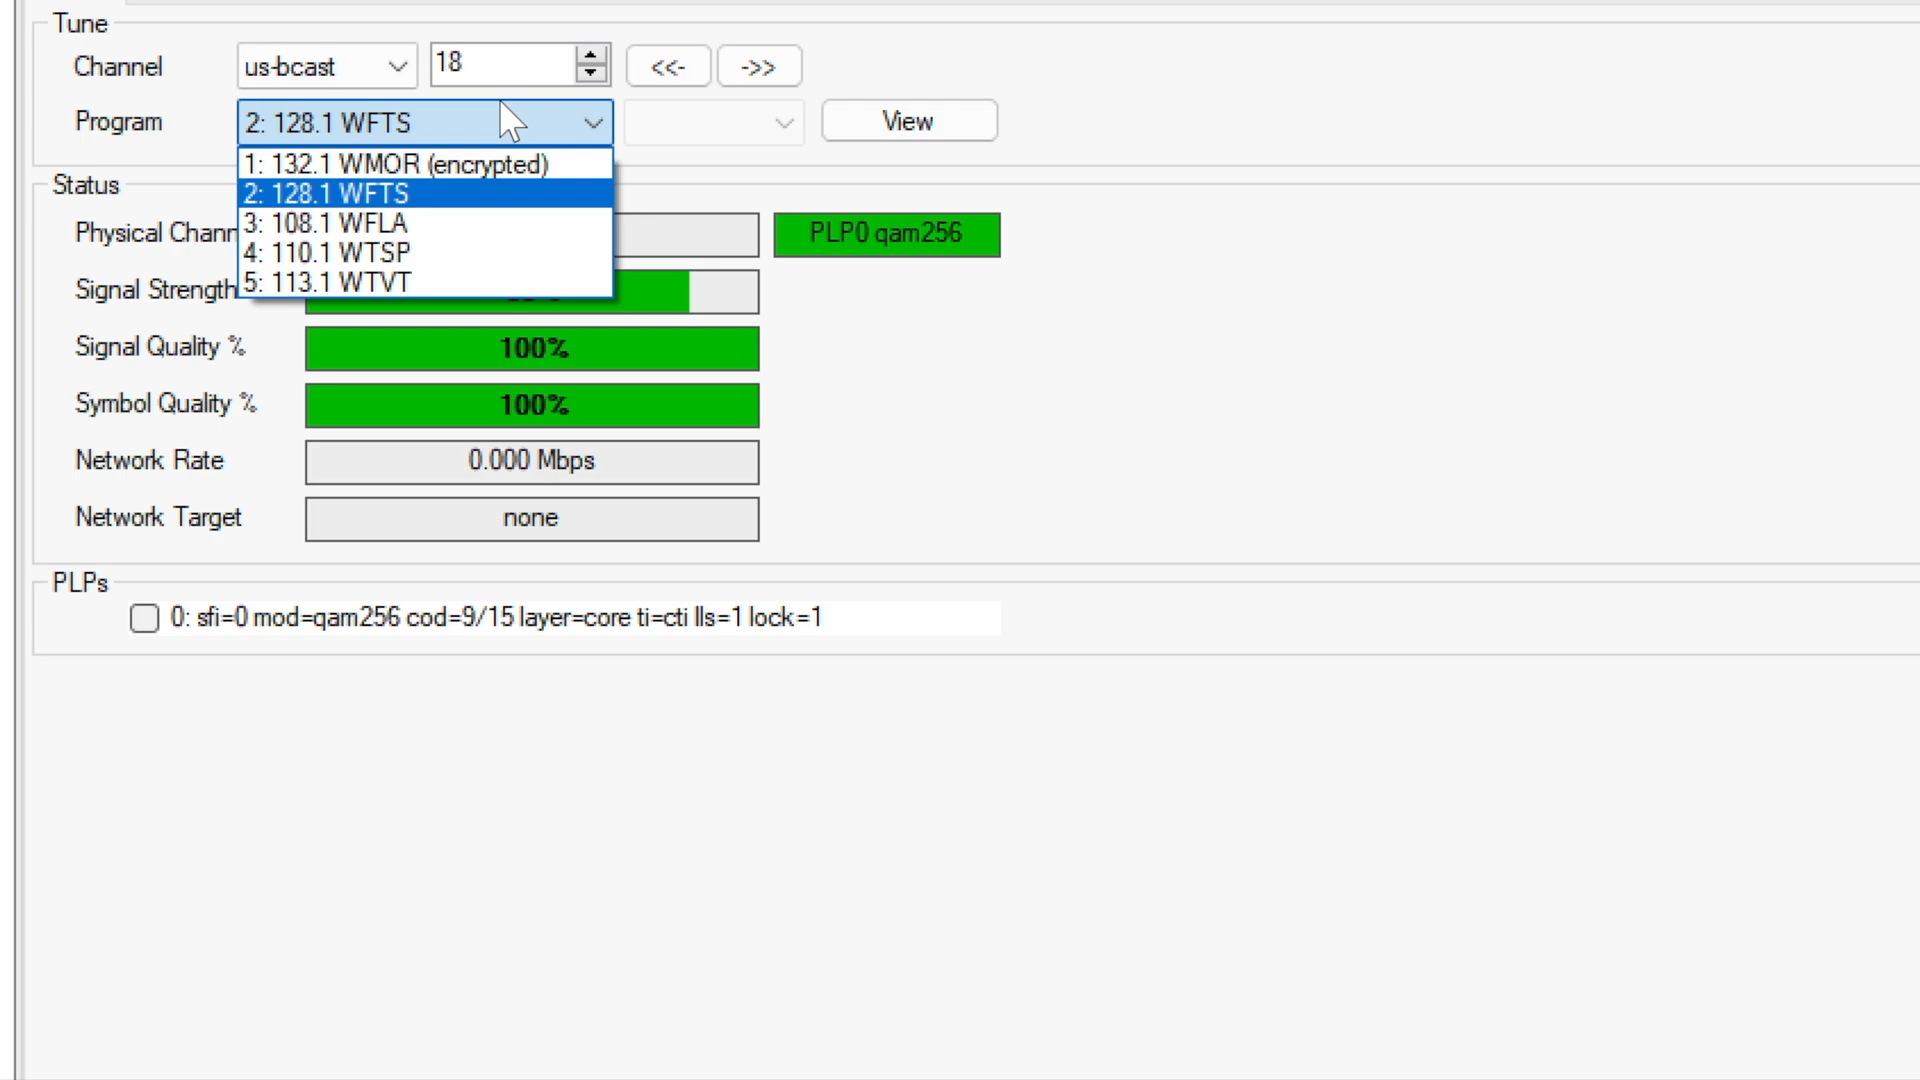 Tune
Channel us-bcast 18 <<- ->>
Program 2: 128.1 WFTS View
1: 132.1 WMOR (encrypted)
2: 128.1 WFTS
3: 108.1 WFLA
4: 110.1 WTSP
5: 113.1 WTVT
Status
Physical Chann PLP0 qam256
Signal Strength
Signal Quality % 100%
Symbol Quality % 100%
Network Rate 0.000 Mbps
Network Target none
PLPs
0: sfi=0 mod=qam256 cod=9/15 layer=core ti=cti lls=1 lock=1